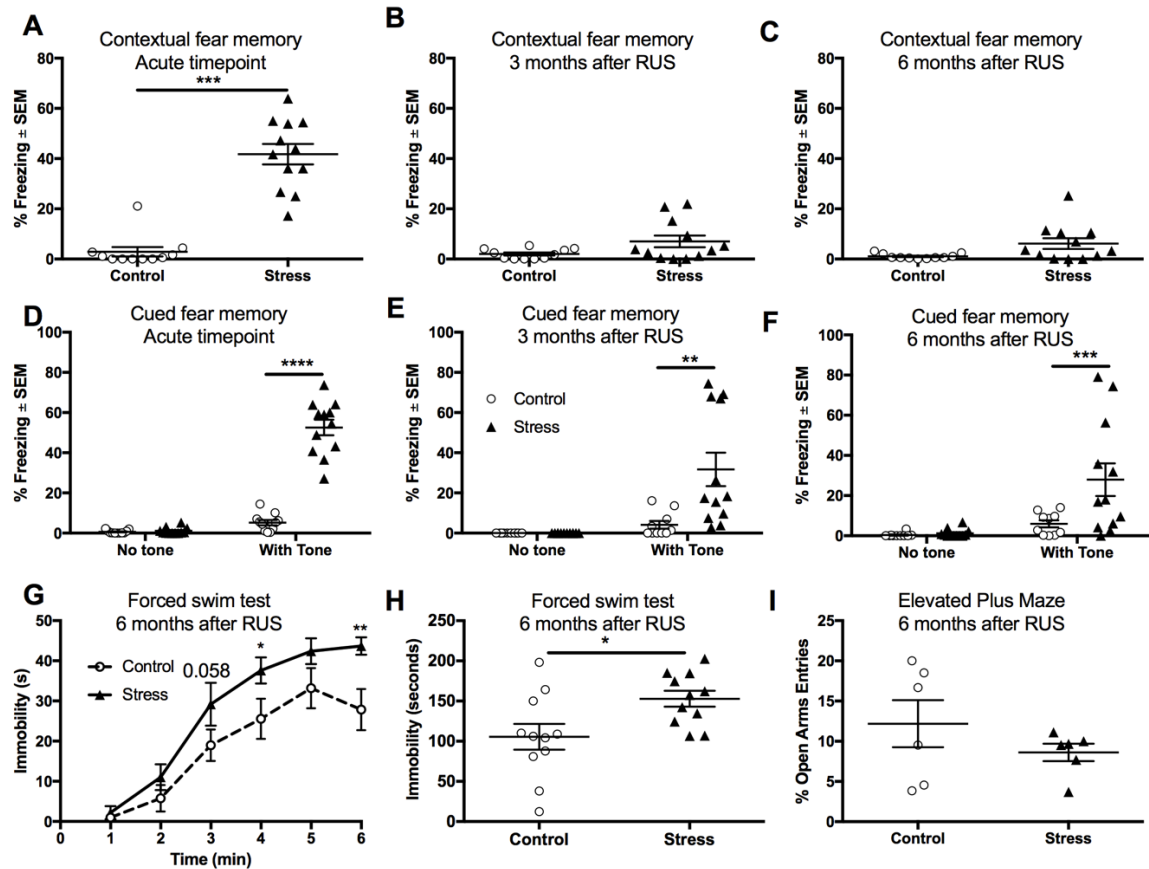 A
Contextual fear memory
Acute timepoint
***
% Freezing ± SEM
80
60
40
20
0
Control
Stress
B
Contextual fear memory
3 months after RUS
% Freezing ± SEM
80
60
40
20
0
Control
Stress
C
Contextual fear memory
6 months after RUS
% Freezing ± SEM
80
60
40
20
0
Control
Stress
D
Cued fear memory
Acute timepoint
****
% Freezing ± SEM
100
80
60
40
20
0
No tone
With Tone
E
Cued fear memory
3 months after RUS
**
Control
Stress
% Freezing ± SEM
100
80
60
40
20
0
No tone
With Tone
F
Cued fear memory
6 months after RUS
***
% Freezing ± SEM
100
80
60
40
20
0
No tone
With Tone
G
Forced swim test
6 months after RUS
Control
Stress
0.058
*
**
Immobility (s)
50
40
30
20
10
0
0
1
2
3
4
5
6
Time (min)
H
Forced swim test
6 months after RUS
*
Immobility (seconds)
250
200
150
100
50
0
Control
Stress
I
Elevated Plus Maze
6 months after RUS
% Open Arms Entries
25
20
15
10
5
0
Control
Stress